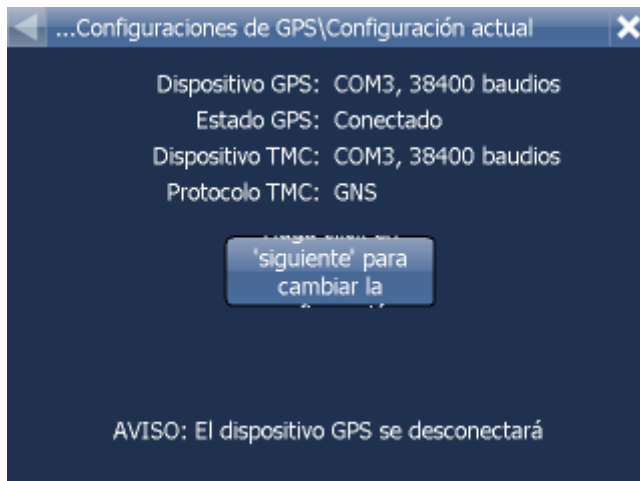 ...Configuraciones de GPS\Configuración actual
Dispositivo GPS: COM3, 38400 baudios
Estado GPS: Conectado
Dispositivo TMC: COM3, 38400 baudios
Protocolo TMC: GNS
'siguiente' para
cambiar la
AVISO: El dispositivo GPS se desconectará